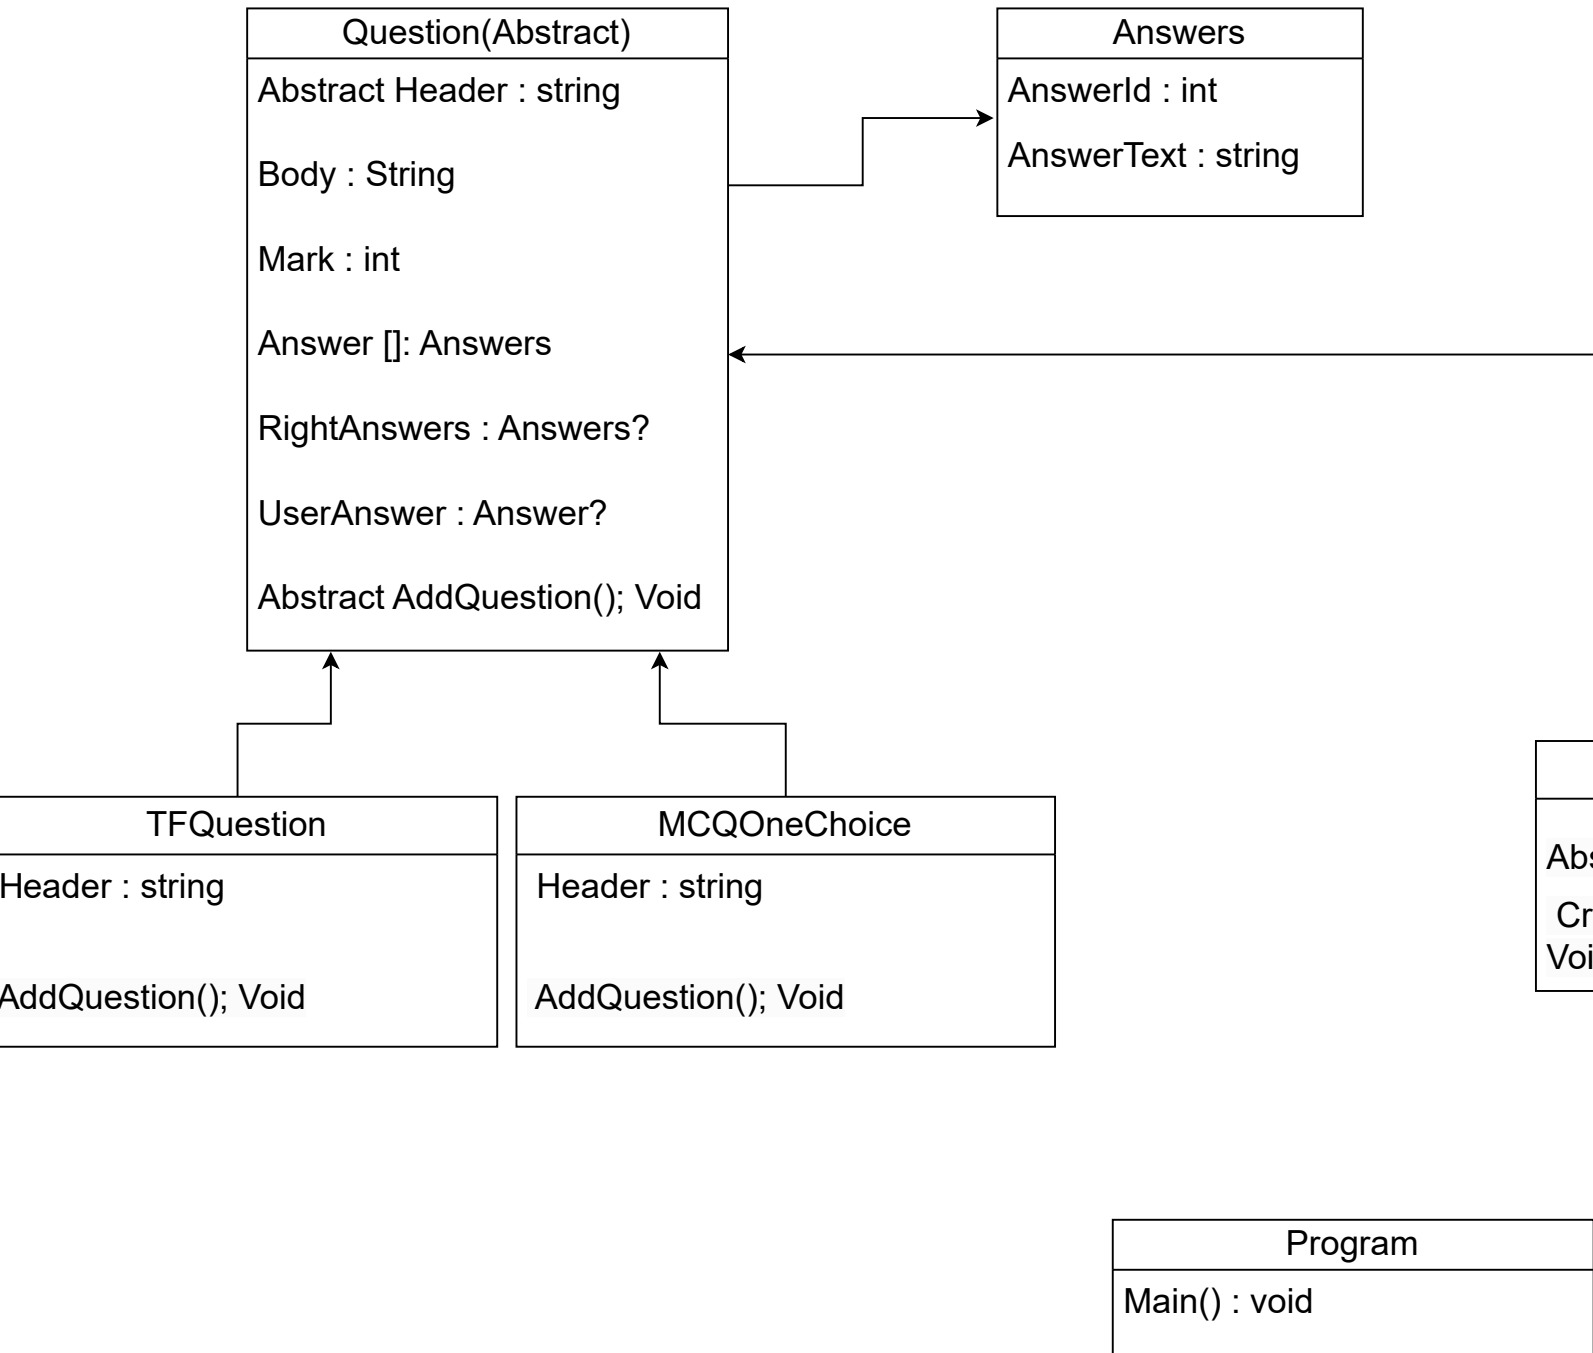 Question(Abstract)
Abstract Header : string
Body : String
Mark : int
Answer []: Answers
RightAnswers : Answers?
UserAnswer : Answer?
Abstract AddQuestion(); Void
Answers
AnswerId : int
AnswerText : string
TFQuestion
Header : string
AddQuestion(); Void
MCQOneChoice
Header : string
AddQuestion(); Void
Program
Main() : void